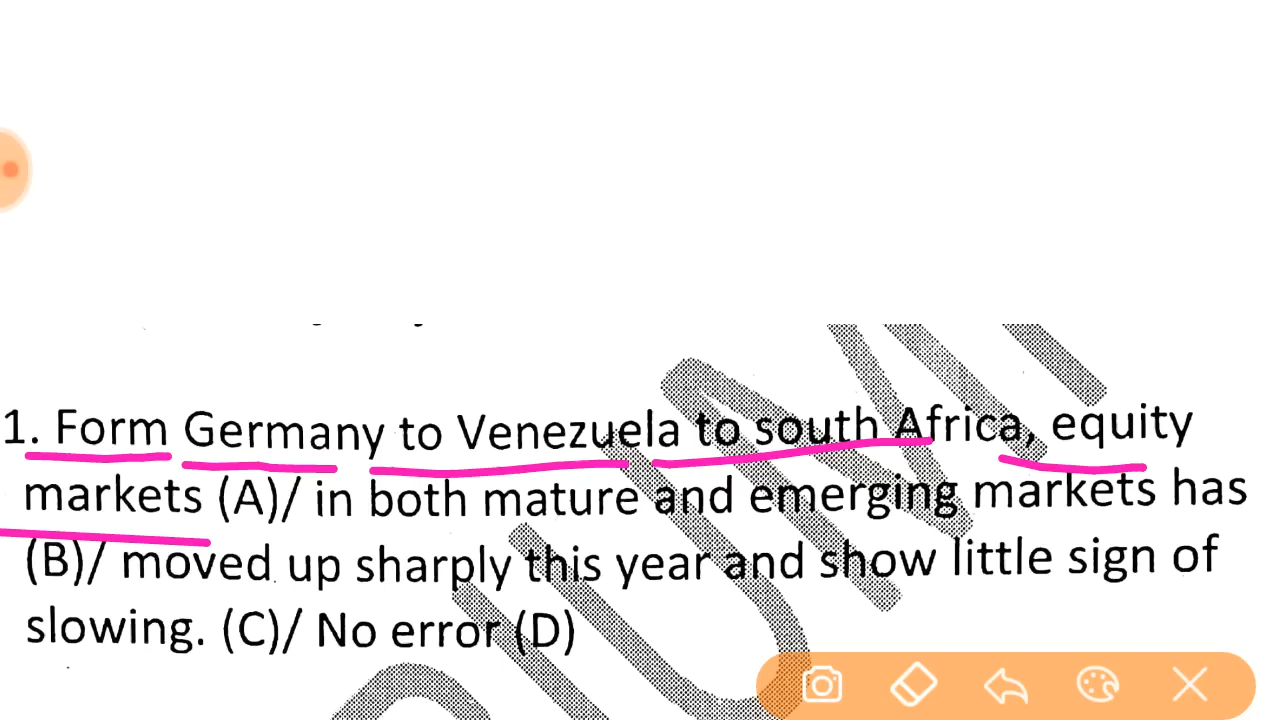 1. Form Germany to Venezuela to south Africa, equity
markets (A)/ in both mature and emerging markets has
(B)/ moved up sharply this year and show little sign of
slowing. (C)/ No error (D)